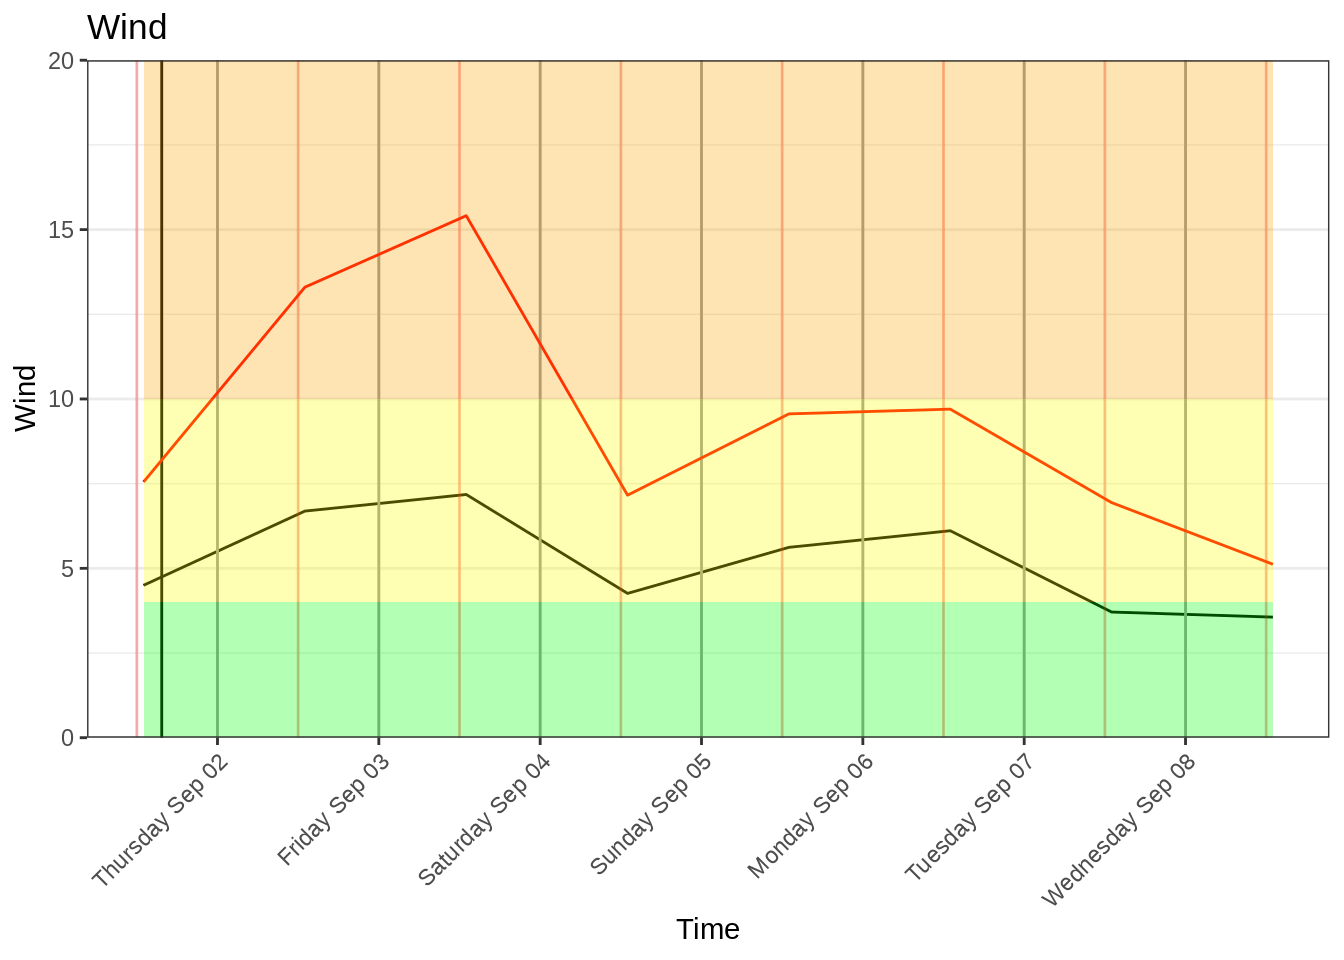 Wind
20
15
10
5
0
Wind
Thursday Sep 02
Friday Sep 03
Saturday Sep 04
Sunday Sep 05
Monday Sep 06
Tuesday Sep 07
Wednesday Sep 08
Time